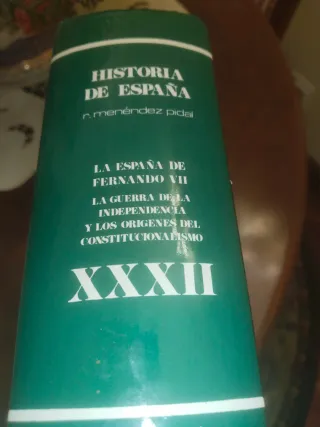 HISTORIA
DE ESPAÑA
r. menéndez pidal
LA ESPAÑA DE
FERNANDO VII
LA GUERRA DE LA
INDEPENDENCIA
Y LOS ORIGENES DEL
CONSTITUCIONALISMO
XXXII